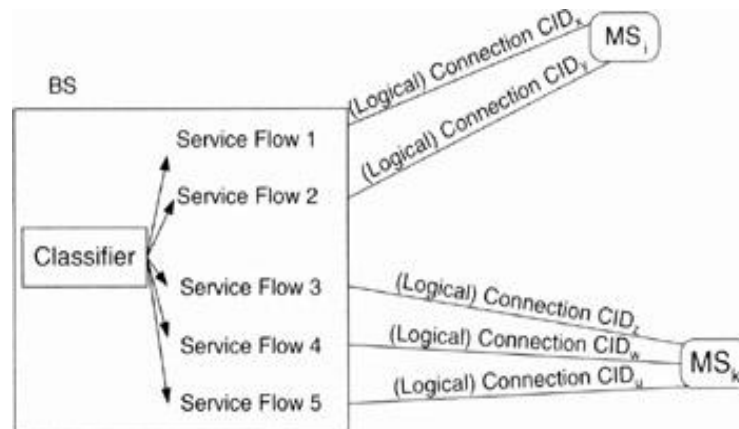 BS
(Logical) Connection CIDx
MSi
(Logical) Connection CIDy
Service Flow 1
Service Flow 2
Classifier
Service Flow 3
(Logical) Connection CIDz
Service Flow 4
(Logical) Connection CIDw
MSk
Service Flow 5
(Logical) Connection CIDu